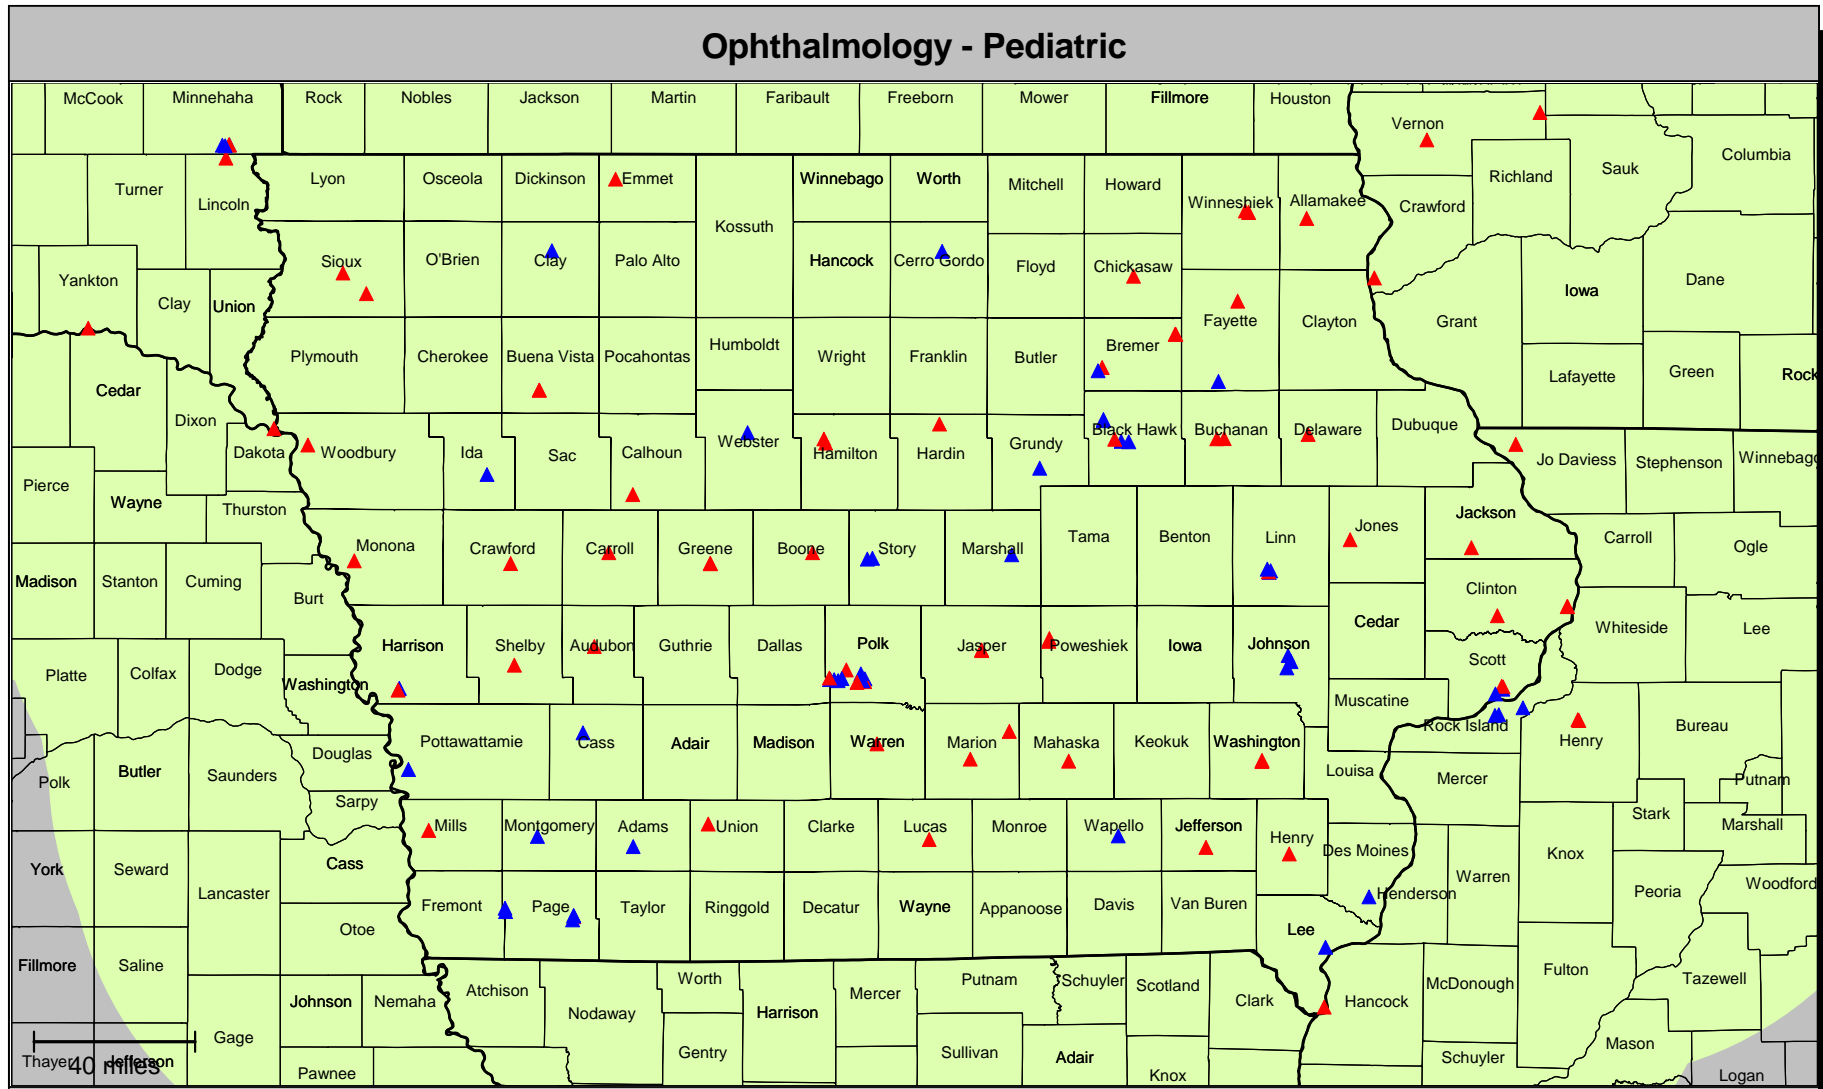 Ophthalmology - Pediatric
McCook Minnehaha Rock Nobles Jackson Martin Faribault Freeborn Mower Fillmore Houston
Vernon
Columbia
Sauk
Richland
Turner Lyon Osceola Dickinson Emmet Winnebago Worth Mitchell Howard
Lincoln Winneshiek Allamakee Crawford
Kossuth
Yankton Sioux O'Brien Clay Palo Alto Hancock Cerro Gordo Floyd Chickasaw Dane
Clay Union Iowa
Fayette Clayton Grant
Plymouth Cherokee Buena Vista Pocahontas Humboldt Wright Franklin Butler Bremer
Cedar Lafayette Green Rock
Dixon Black Hawk Buchanan Delaware Dubuque
Dakota Woodbury Ida Sac Calhoun Webster Hamilton Hardin Grundy Jo Daviess Stephenson Winnebago
Pierce
Wayne Thurston Jackson
Monona Crawford Carroll Greene Boone Story Marshall Tama Benton Linn Jones Carroll Ogle
Madison Stanton Cuming
Burt Clinton
Harrison Shelby Audubon Guthrie Dallas Polk Jasper Poweshiek Iowa Johnson Cedar Whiteside Lee
Platte Colfax Dodge Scott
Washington Muscatine
Rock Island Bureau
Pottawattamie Cass Adair Madison Warren Marion Mahaska Keokuk Washington Henry
Douglas
Polk Butler Saunders Louisa Mercer Putnam
Sarpy
Mills Montgomery Adams Union Clarke Lucas Monroe Wapello Jefferson Henry Stark Marshall
Des Moines Knox
York Seward Cass Warren
Lancaster Henderson Peoria Woodford
Fremont Page Taylor Ringgold Decatur Wayne Appanoose Davis Van Buren
Otoe Lee
Fillmore Saline Fulton
Atchison Worth Putnam Schuyler Scotland McDonough Tazewell
Johnson Nemaha Mercer Clark Hancock
Nodaway Harrison
Gage Mason
Gentry Sullivan Adair Schuyler
Thayer Jefferson
40 miles
Pawnee Knox Logan